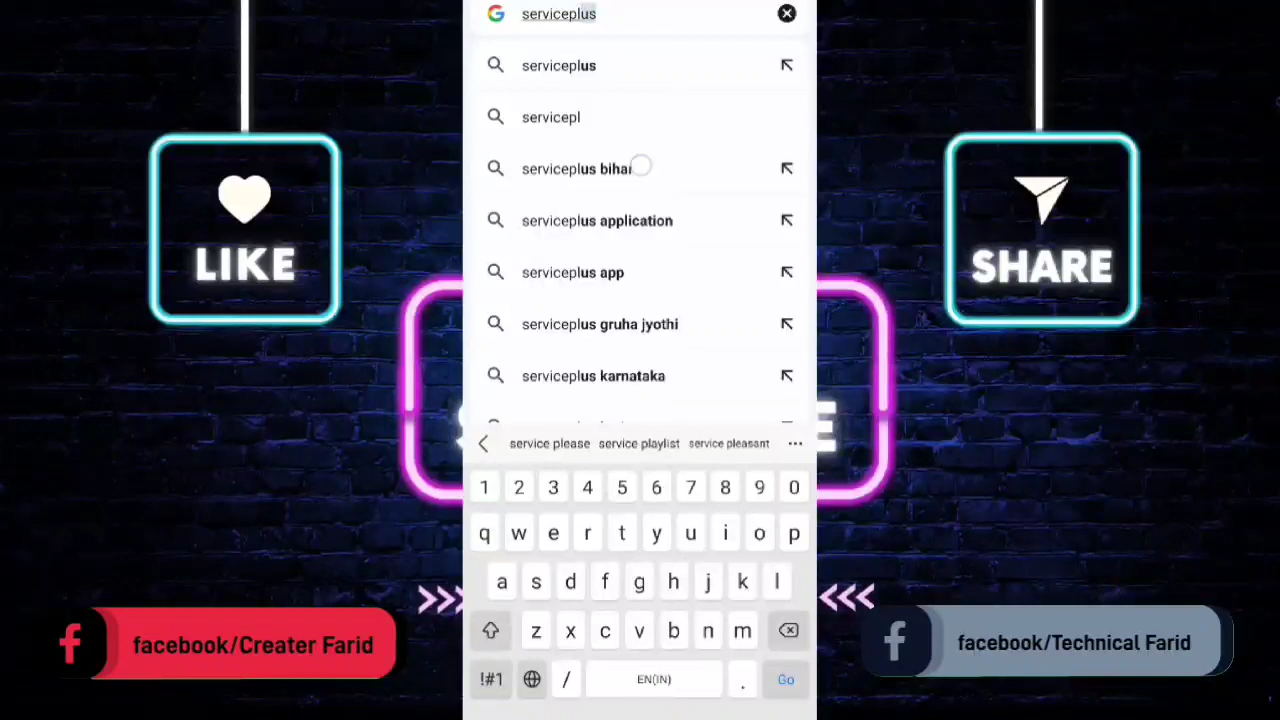 serviceplus
serviceplus
servicepl
serviceplus bihar
serviceplus application
serviceplus app
serviceplus gruha jyothi
serviceplus karnataka
service please service playlist service pleasant ...
1 2 3 4 5 6 7 8 9 0
q w e r t y u i o p
a s d f g h j k l
z x c v b n m
!#1 / EN(IN) . Go
LIKE
SHARE
S E
facebook/Creater Farid
facebook/Technical Farid